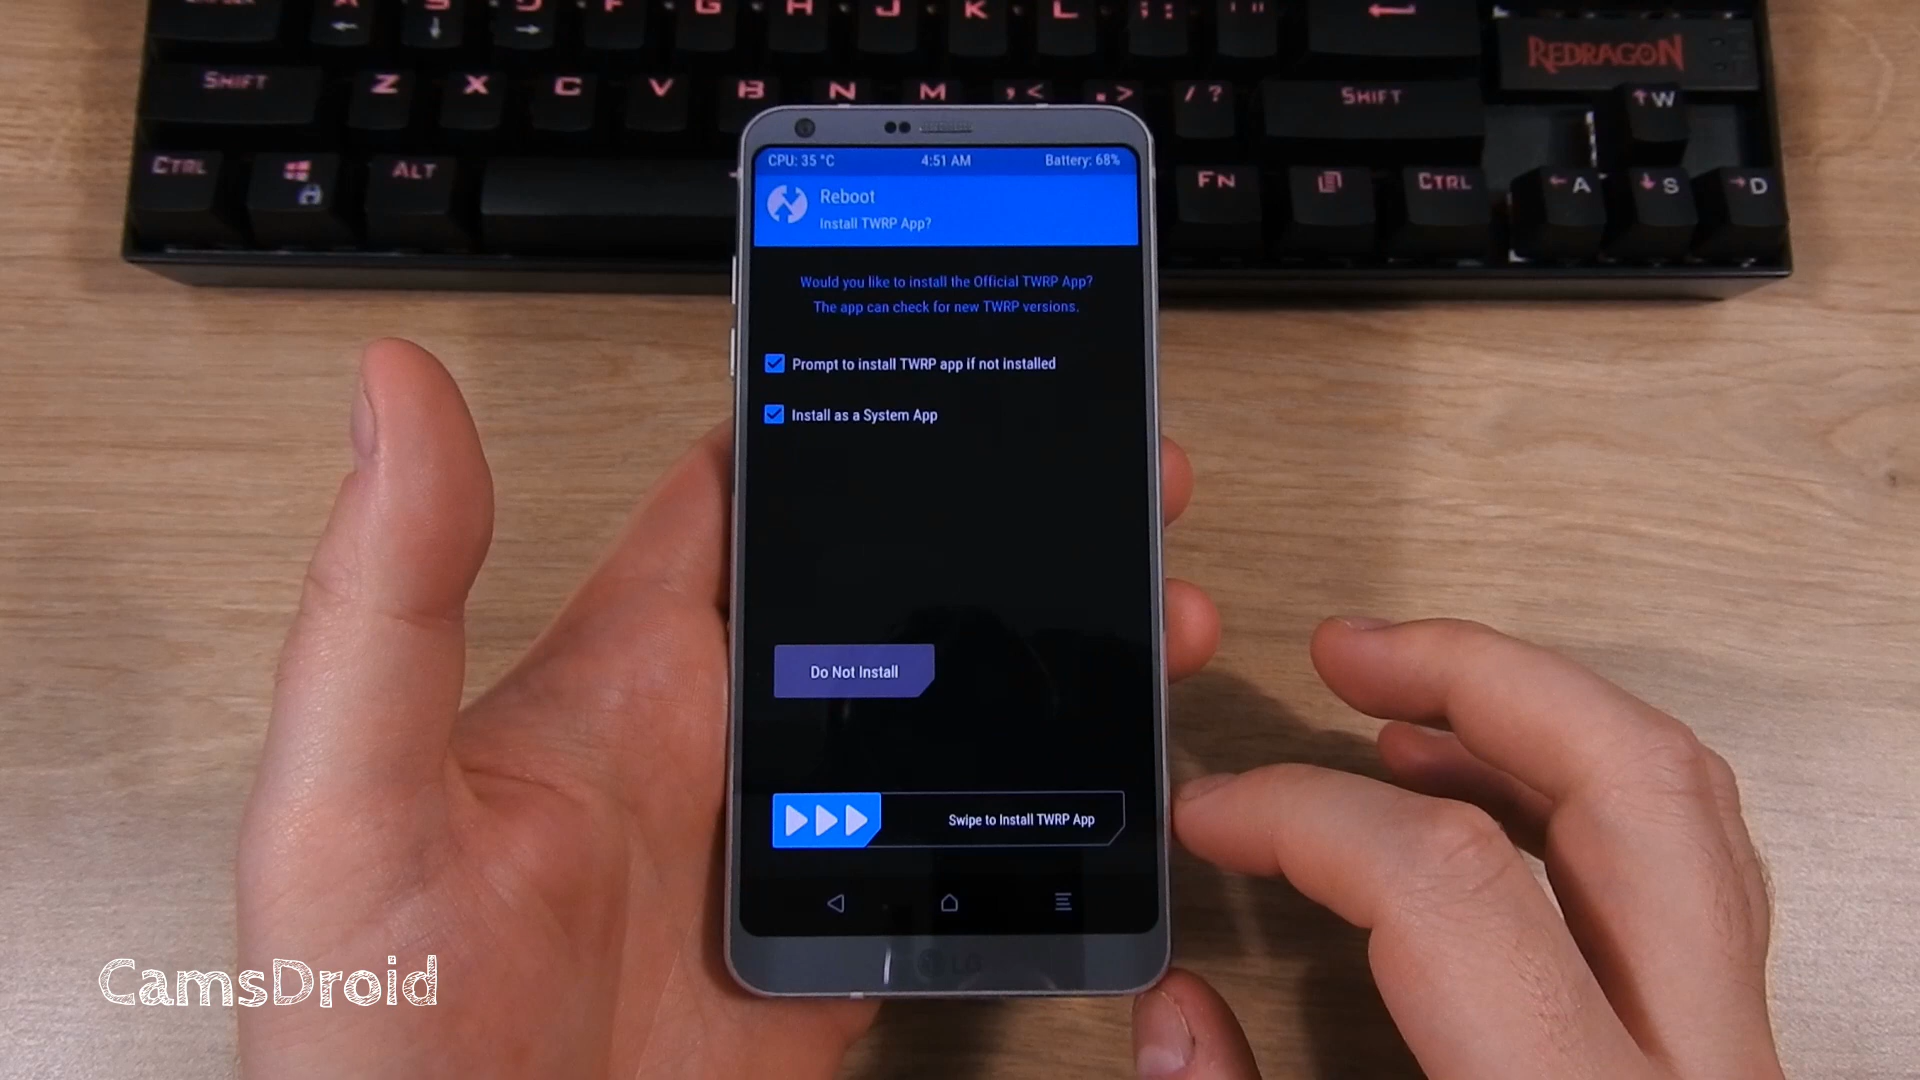 F G H J K L ; : ' "
SHIFT Z X C V B N M , < . > / ? SHIFT
REDRAGON
W
CTRL ALT FN CTRL A S D
CPU: 35 °C 4:51 AM Battery: 68%
Reboot
Install TWRP App?
Would you like to install the Official TWRP App?
The app can check for new TWRP versions.
Prompt to install TWRP app if not installed
Install as a System App
Do Not Install
Swipe to Install TWRP App
LG
CamsDroid